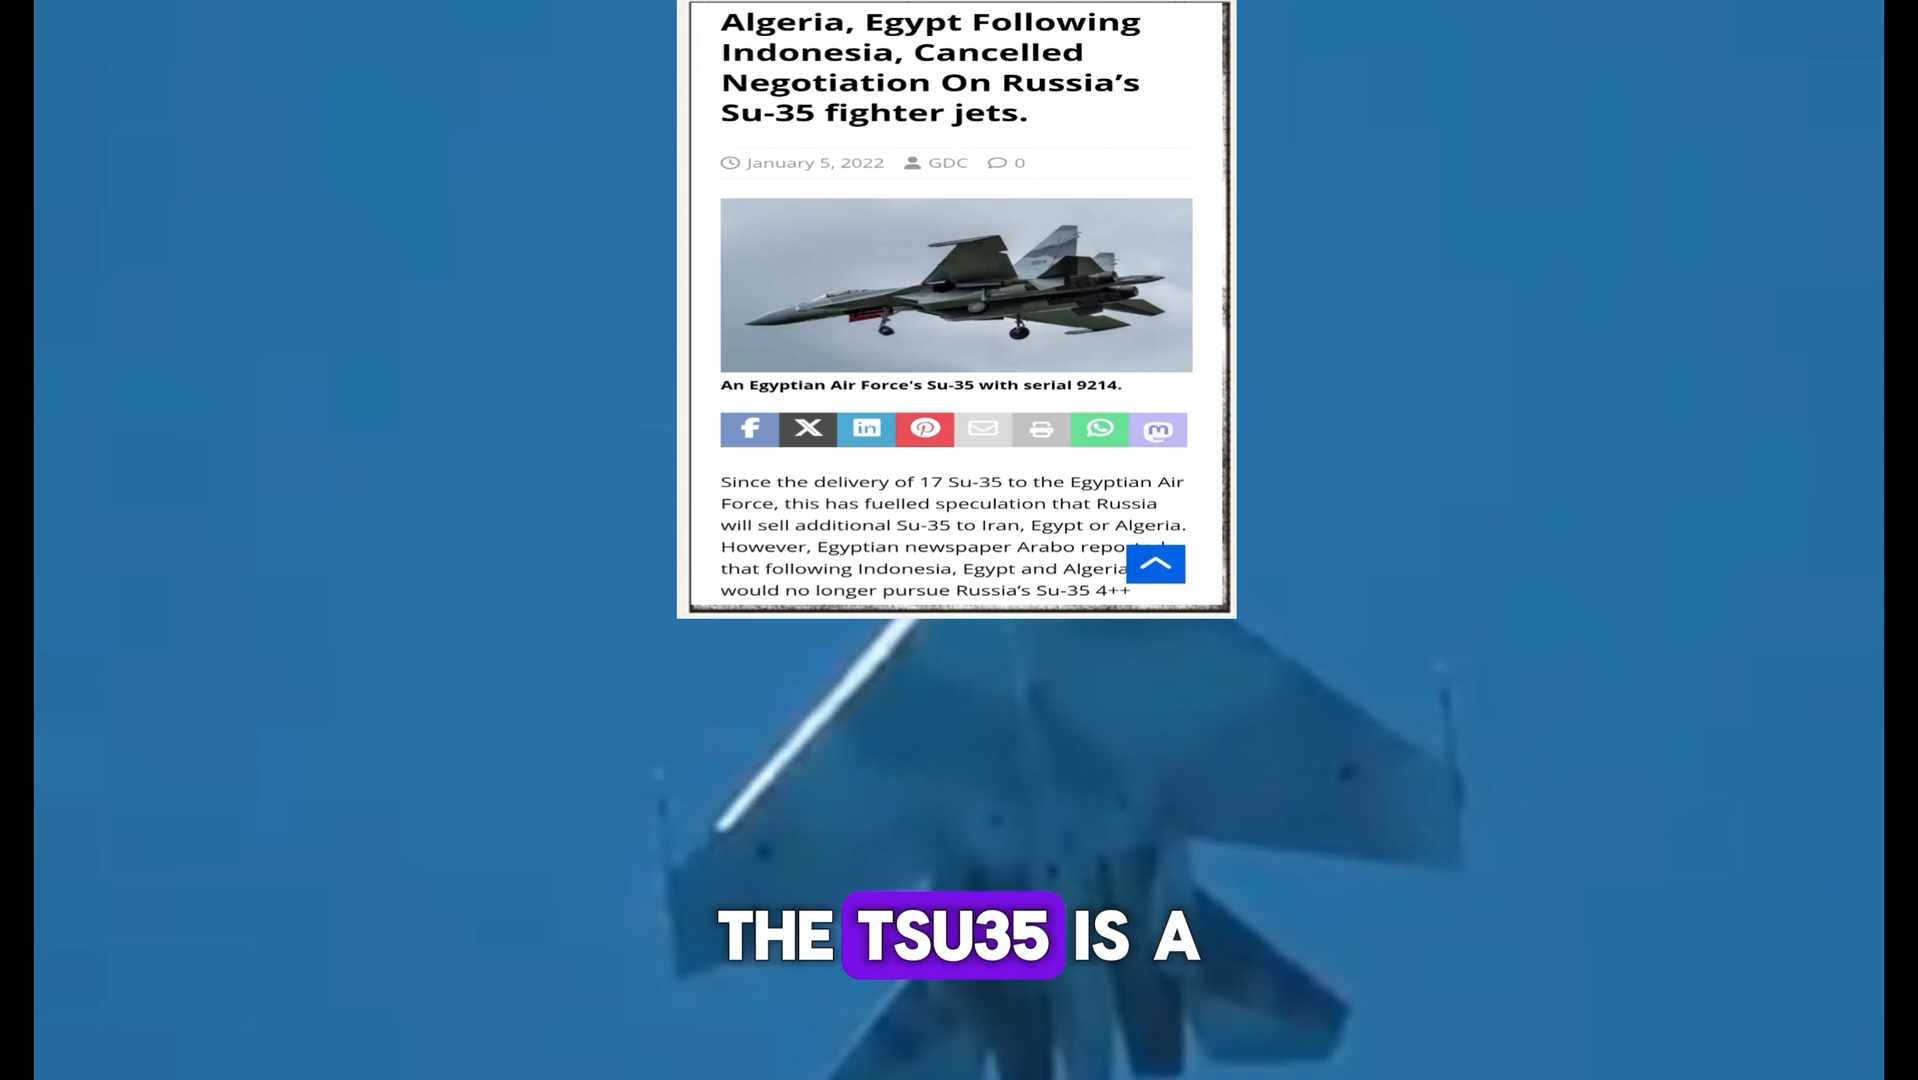 Algeria, Egypt Following
Indonesia, Cancelled
Negotiation On Russia’s
Su-35 fighter jets.
January 5, 2022 GDC 0
An Egyptian Air Force's Su-35 with serial 9214.
Since the delivery of 17 Su-35 to the Egyptian Air
Force, this has fuelled speculation that Russia
will sell additional Su-35 to Iran, Egypt or Algeria.
However, Egyptian newspaper Arabo
that following Indonesia, Egypt and Algeria
would no longer pursue Russia’s Su-35 4++
THE TSU35 IS A